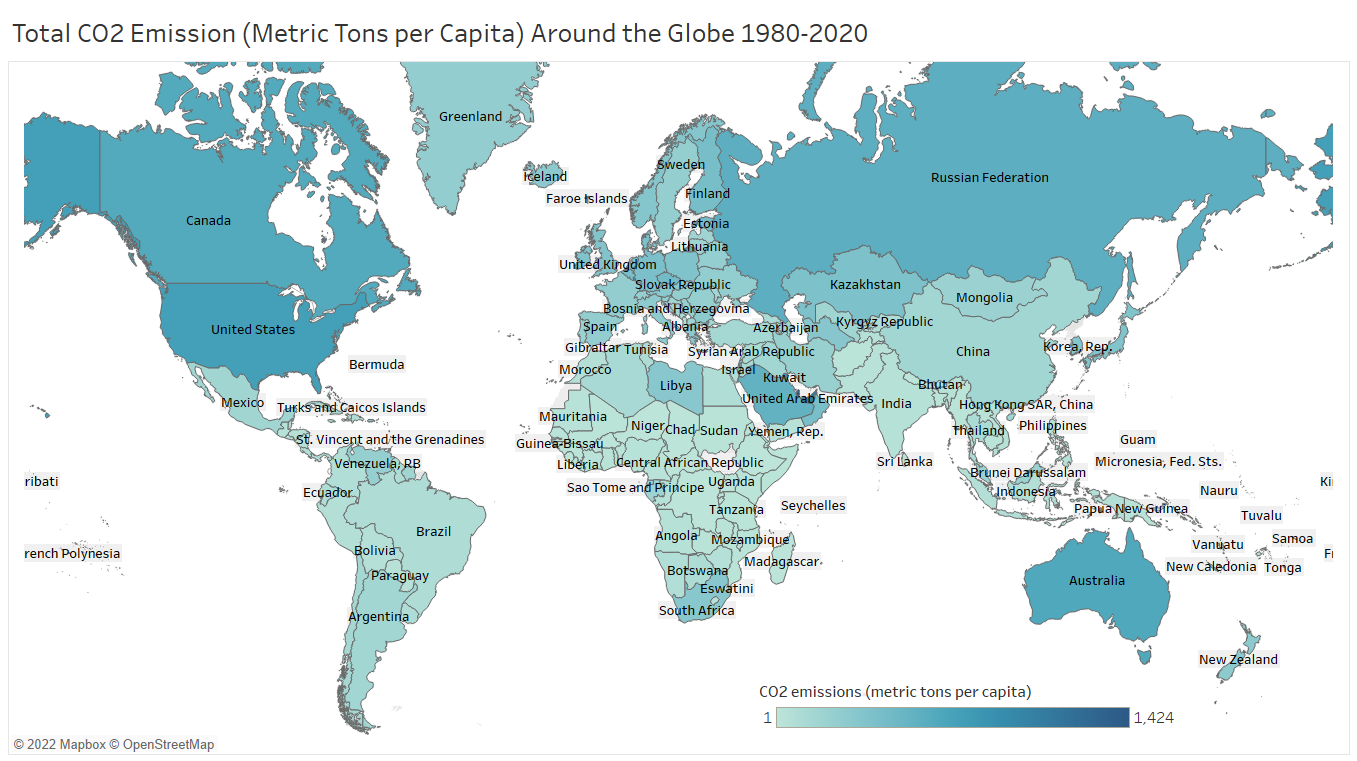 Total CO2 Emission (Metric Tons per Capita) Around the Globe 1980-2020
Greenland
Sweden
Iceland
Russian Federation
Finland
Faroe Islands
Canada
Estonia
Lithuania
United Kingdom
Slovak Republic
Kazakhstan
Mongolia
Bosnia and Herzegovina
Kyrgyz Republic
United States
Spain
Albania
Azerbaijan
Gibraltar
Tunisia
Syrian Arab Republic
China
Korea, Rep.
Bermuda
Morocco
Israel
Kuwait
Libya
Bhutan
Mexico
Turks and Caicos Islands
United Arab Emirates
India
Hong Kong SAR, China
Mauritania
Niger
Chad
Sudan
Yemen, Rep.
Thailand
Philippines
St. Vincent and the Grenadines
Guinea-Bissau
Guam
Venezuela, RB
Liberia
Central African Republic
Sri Lanka
Micronesia, Fed. Sts.
Brunei Darussalam
ribati
Uganda
Kir
Ecuador
Sao Tome and Principe
Indonesia
Nauru
Seychelles
Tanzania
Papua New Guinea
Tuvalu
Brazil
Angola
Mozambique
Samoa
Vanuatu
rench Polynesia
Bolivia
Madagascar
Fr
New Caledonia
Tonga
Paraguay
Botswana
Australia
Eswatini
South Africa
Argentina
New Zealand
CO2 emissions (metric tons per capita)
1
1,424
© 2022 Mapbox © OpenStreetMap